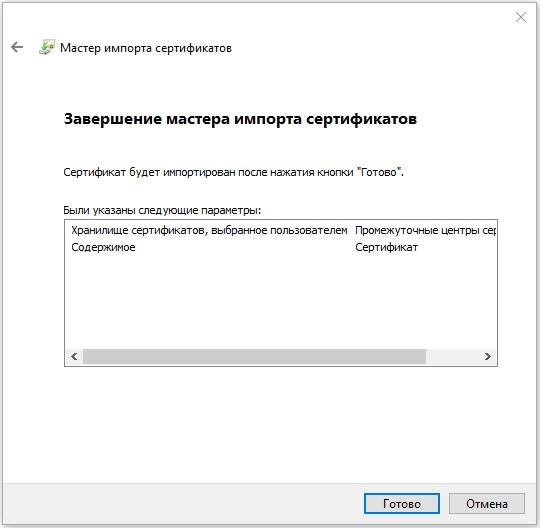 Мастер импорта сертификатов
Завершение мастера импорта сертификатов
Сертификат будет импортирован после нажатия кнопки "Готово".
Были указаны следующие параметры:
Хранилище сертификатов, выбранное пользователем Промежуточные центры сер
Содержимое Сертификат
Готово Отмена